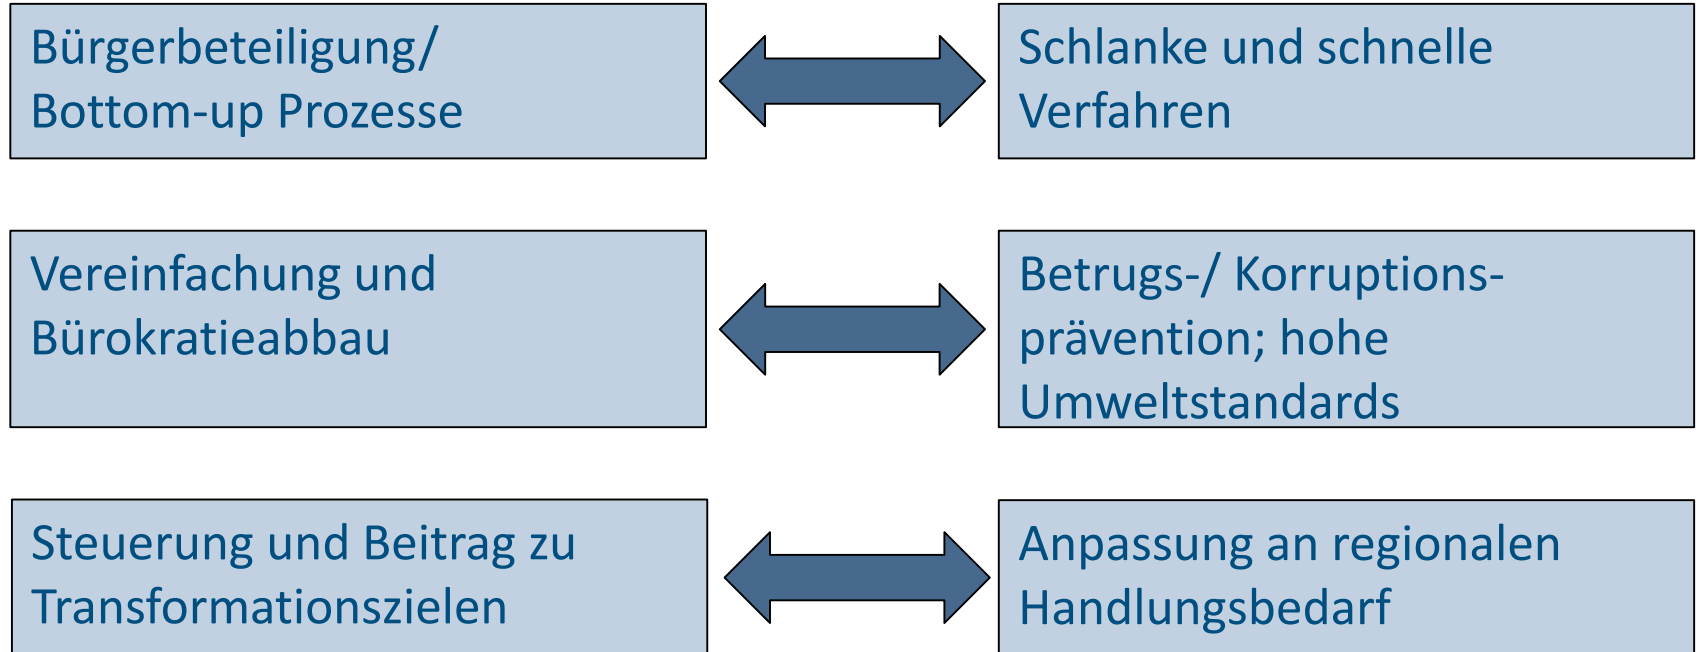 Bürgerbeteiligung/
Bottom-up Prozesse
Schlanke und schnelle
Verfahren
Vereinfachung und
Bürokratieabbau
Betrugs-/ Korruptions-
prävention; hohe
Umweltstandards
Steuerung und Beitrag zu
Transformationszielen
Anpassung an regionalen
Handlungsbedarf